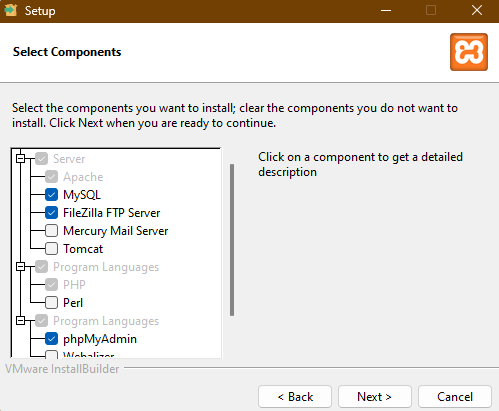 Setup
Select Components
Select the components you want to install; clear the components you do not want to
install. Click Next when you are ready to continue.
Server
Apache
MySQL
FileZilla FTP Server
Mercury Mail Server
Tomcat
Program Languages
PHP
Perl
Program Languages
phpMyAdmin
Webalizer
Click on a component to get a detailed
description
VMware InstallBuilder
< Back
Next >
Cancel